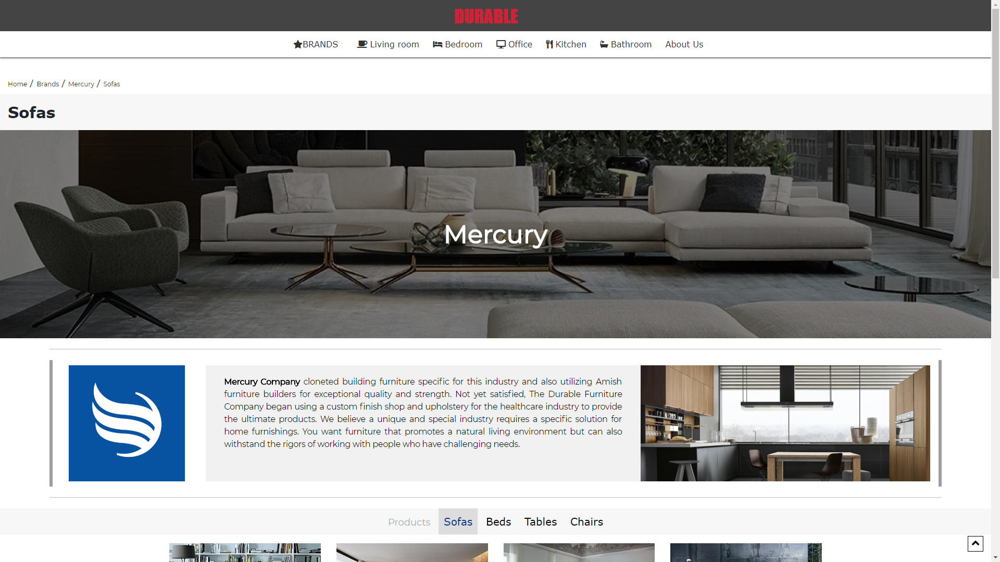 DURABLE
BRANDS Living room Bedroom Office Kitchen Bathroom About Us
Home / Brands / Mercury / Sofas
Sofas
Mercury
Mercury Company cloneted building furniture specific for this industry and also utilizing Amish
furniture builders for exceptional quality and strength. Not yet satisfied, The Durable Furniture
Company began using a custom finish shop and upholstery for the healthcare industry to provide
the ultimate products. We believe a unique and special industry requires a specific solution for
home furnishings. You want furniture that promotes a natural living environment but can also
withstand the rigors of working with people who have challenging needs.
Products Sofas Beds Tables Chairs